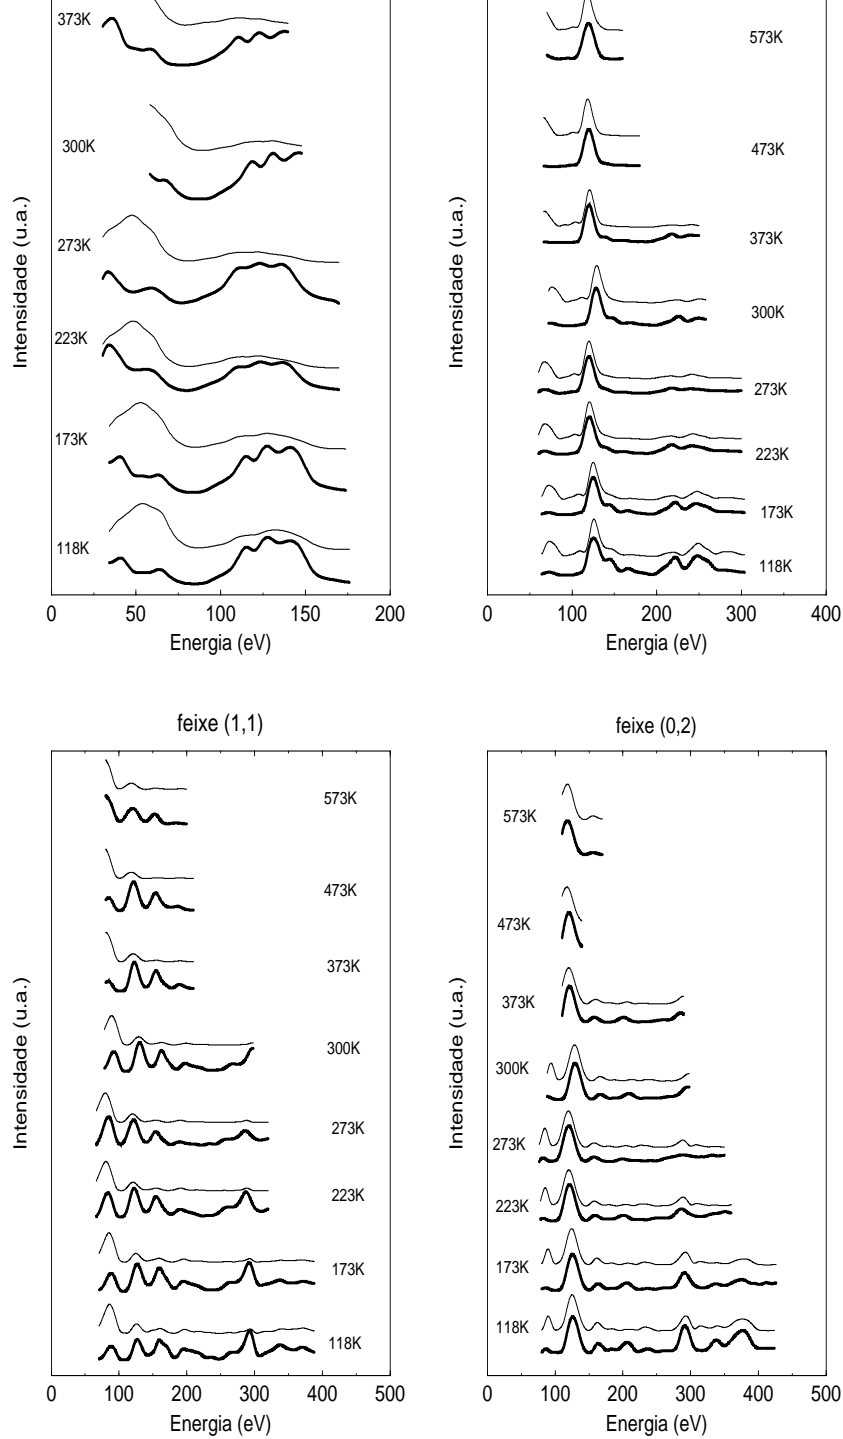 373K
300K
273K
223K
173K
118K
Intensidade (u.a.)
0 50 100 150 200
Energia (eV)
573K
473K
373K
300K
273K
223K
173K
118K
Intensidade (u.a.)
0 100 200 300 400
Energia (eV)
feixe (1,1)
573K
473K
373K
300K
273K
223K
173K
118K
Intensidade (u.a.)
0 100 200 300 400 500
Energia (eV)
feixe (0,2)
573K
473K
373K
300K
273K
223K
173K
118K
Intensidade (u.a.)
0 100 200 300 400 500
Energia (eV)